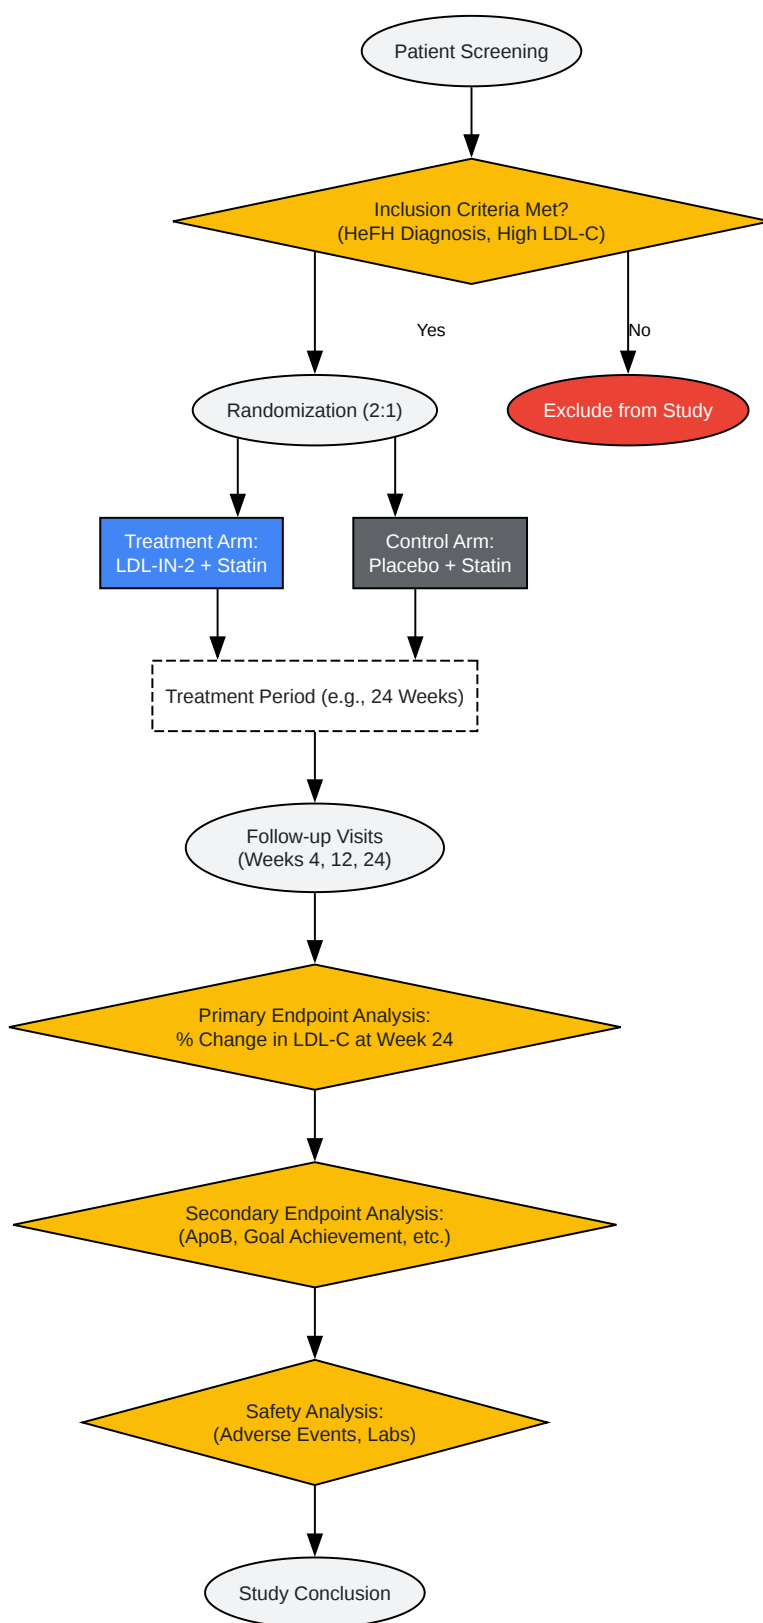 Patient Screening
Inclusion Criteria Met?
(HeFH Diagnosis, High LDL-C)
Yes
No
Randomization (2:1)
Exclude from Study
Treatment Arm:
LDL-IN-2 + Statin
Control Arm:
Placebo + Statin
Treatment Period (e.g., 24 Weeks)
Follow-up Visits
(Weeks 4, 12, 24)
Primary Endpoint Analysis:
% Change in LDL-C at Week 24
Secondary Endpoint Analysis:
(ApoB, Goal Achievement, etc.)
Safety Analysis:
(Adverse Events, Labs)
Study Conclusion